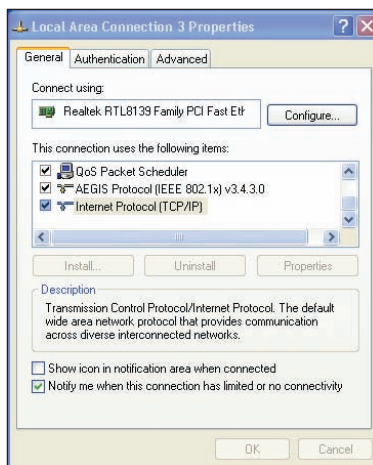 Local Area Connection 3 Properties
General Authentication Advanced
Connect using:
Realtek RTL8139 Family PCI Fast Eth
Configure...
This connection uses the following items:
QoS Packet Scheduler
AEGIS Protocol (IEEE 802.1x) v3.4.3.0
Internet Protocol (TCP/IP)
Install... Uninstall Properties
Description
Transmission Control Protocol/Internet Protocol. The default
wide area network protocol that provides communication
across diverse interconnected networks.
Show icon in notification area when connected
Notify me when this connection has limited or no connectivity
OK Cancel